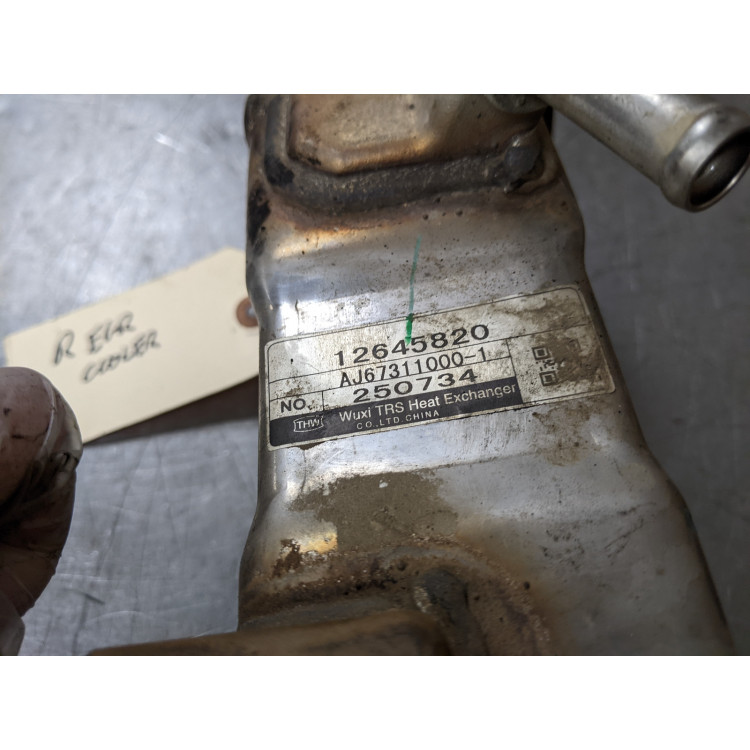 R EGR
COOLER
12645820
AJ67311000-1
NO. 250734
THW Wuxi TRS Heat Exchanger
CO.,LTD.CHINA